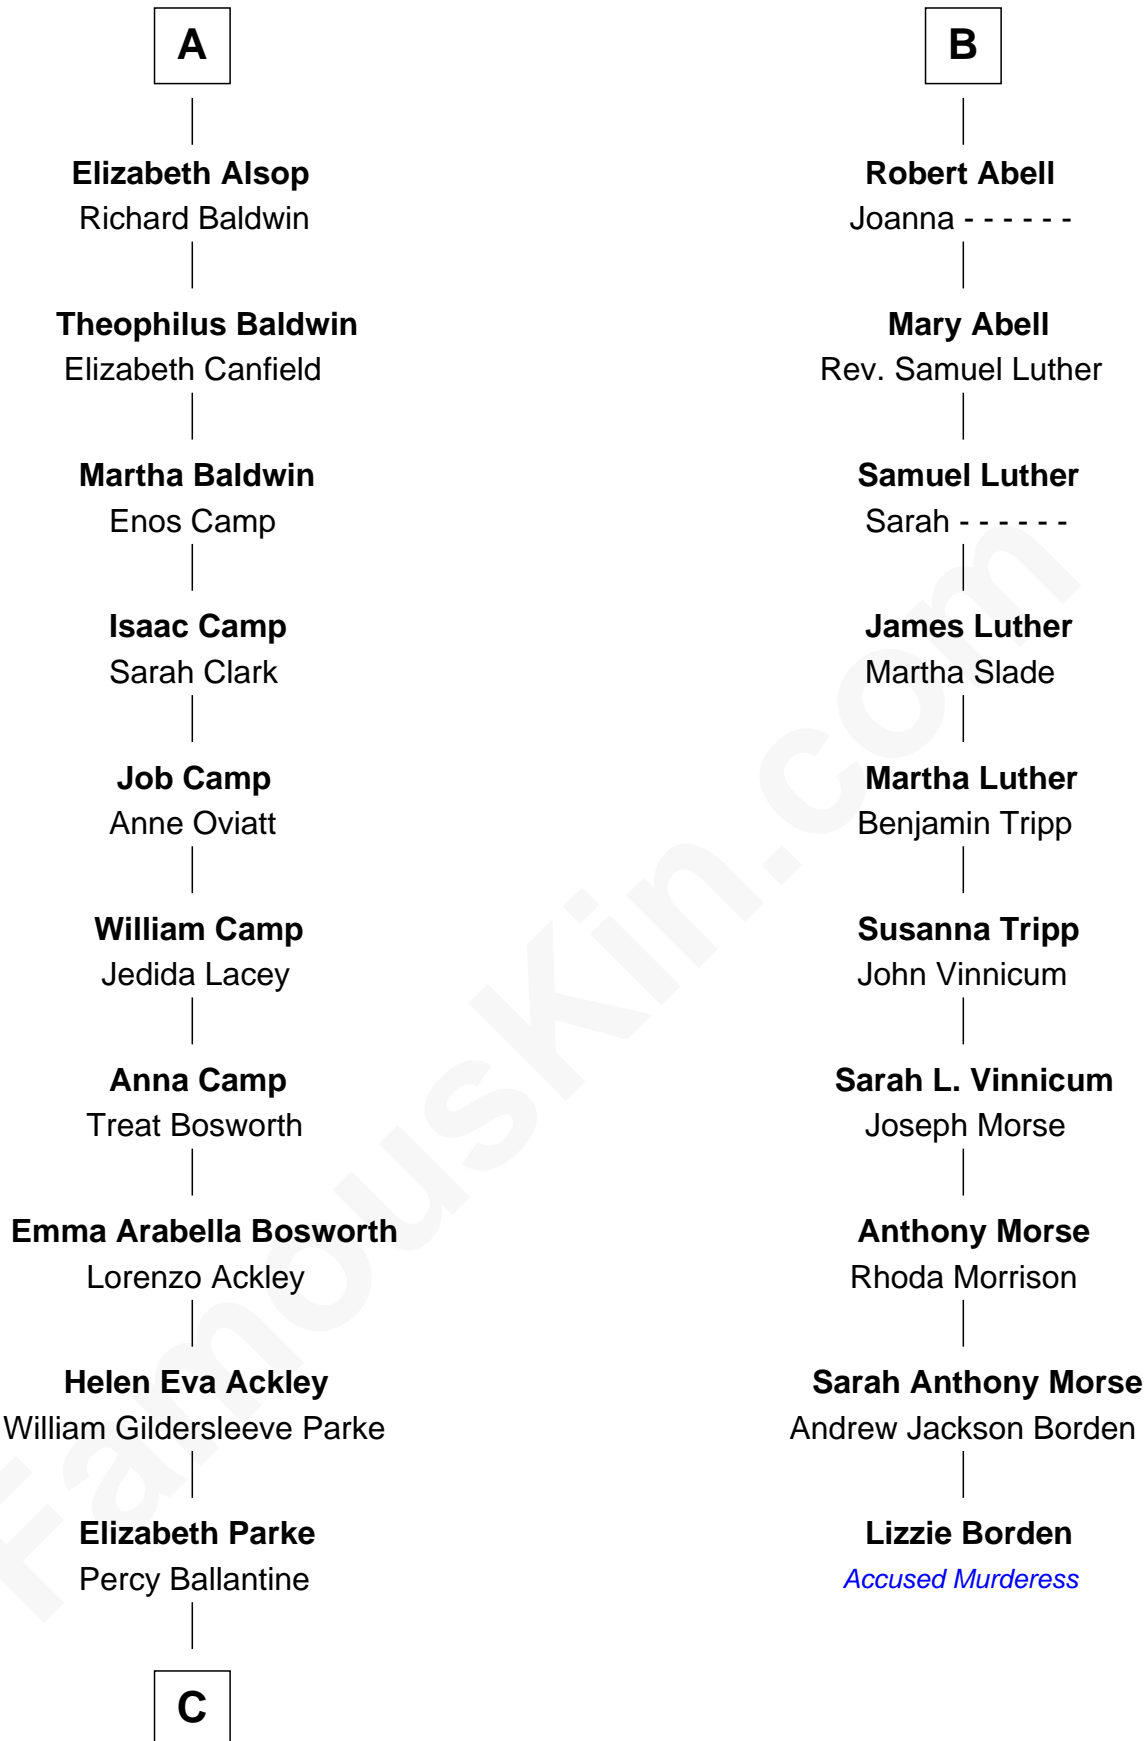 A
Elizabeth Alsop
Richard Baldwin
Theophilus Baldwin
Elizabeth Canfield
Martha Baldwin
Enos Camp
Isaac Camp
Sarah Clark
Job Camp
Anne Oviatt
William Camp
Jedida Lacey
Anna Camp
Treat Bosworth
Emma Arabella Bosworth
Lorenzo Ackley
Helen Eva Ackley
William Gildersleeve Parke
Elizabeth Parke
Percy Ballantine
C
B
Robert Abell
Joanna - - - - - -
Mary Abell
Rev. Samuel Luther
Samuel Luther
Sarah - - - - - -
James Luther
Martha Slade
Martha Luther
Benjamin Tripp
Susanna Tripp
John Vinnicum
Sarah L. Vinnicum
Joseph Morse
Anthony Morse
Rhoda Morrison
Sarah Anthony Morse
Andrew Jackson Borden
Lizzie Borden
Accused Murderess
FamousKin.com